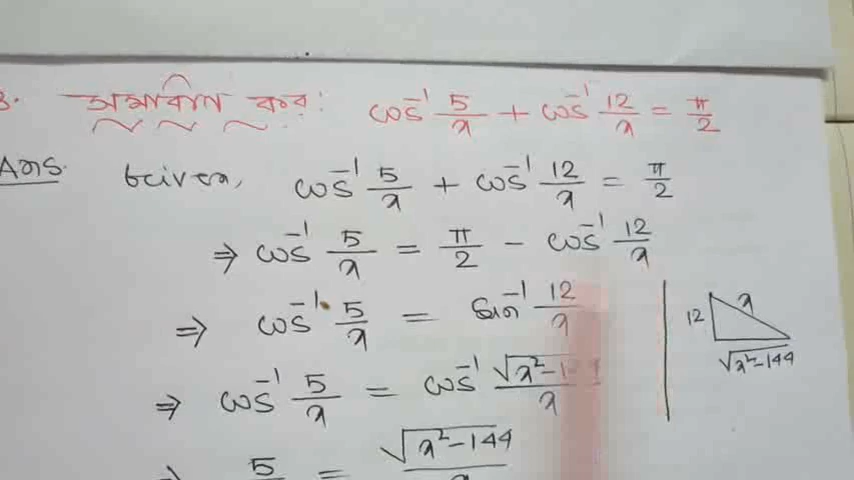 3. সমাধান কর: cos⁻¹ 5/x + cos⁻¹ 12/x = π/2
Ans. Given, cos⁻¹ 5/x + cos⁻¹ 12/x = π/2
⇒ cos⁻¹ 5/x = π/2 − cos⁻¹ 12/x
⇒ cos⁻¹ 5/x = sin⁻¹ 12/x
12 x
√x²−144
⇒ cos⁻¹ 5/x = cos⁻¹ √x²−144/x
⇒ 5 = √x²−144